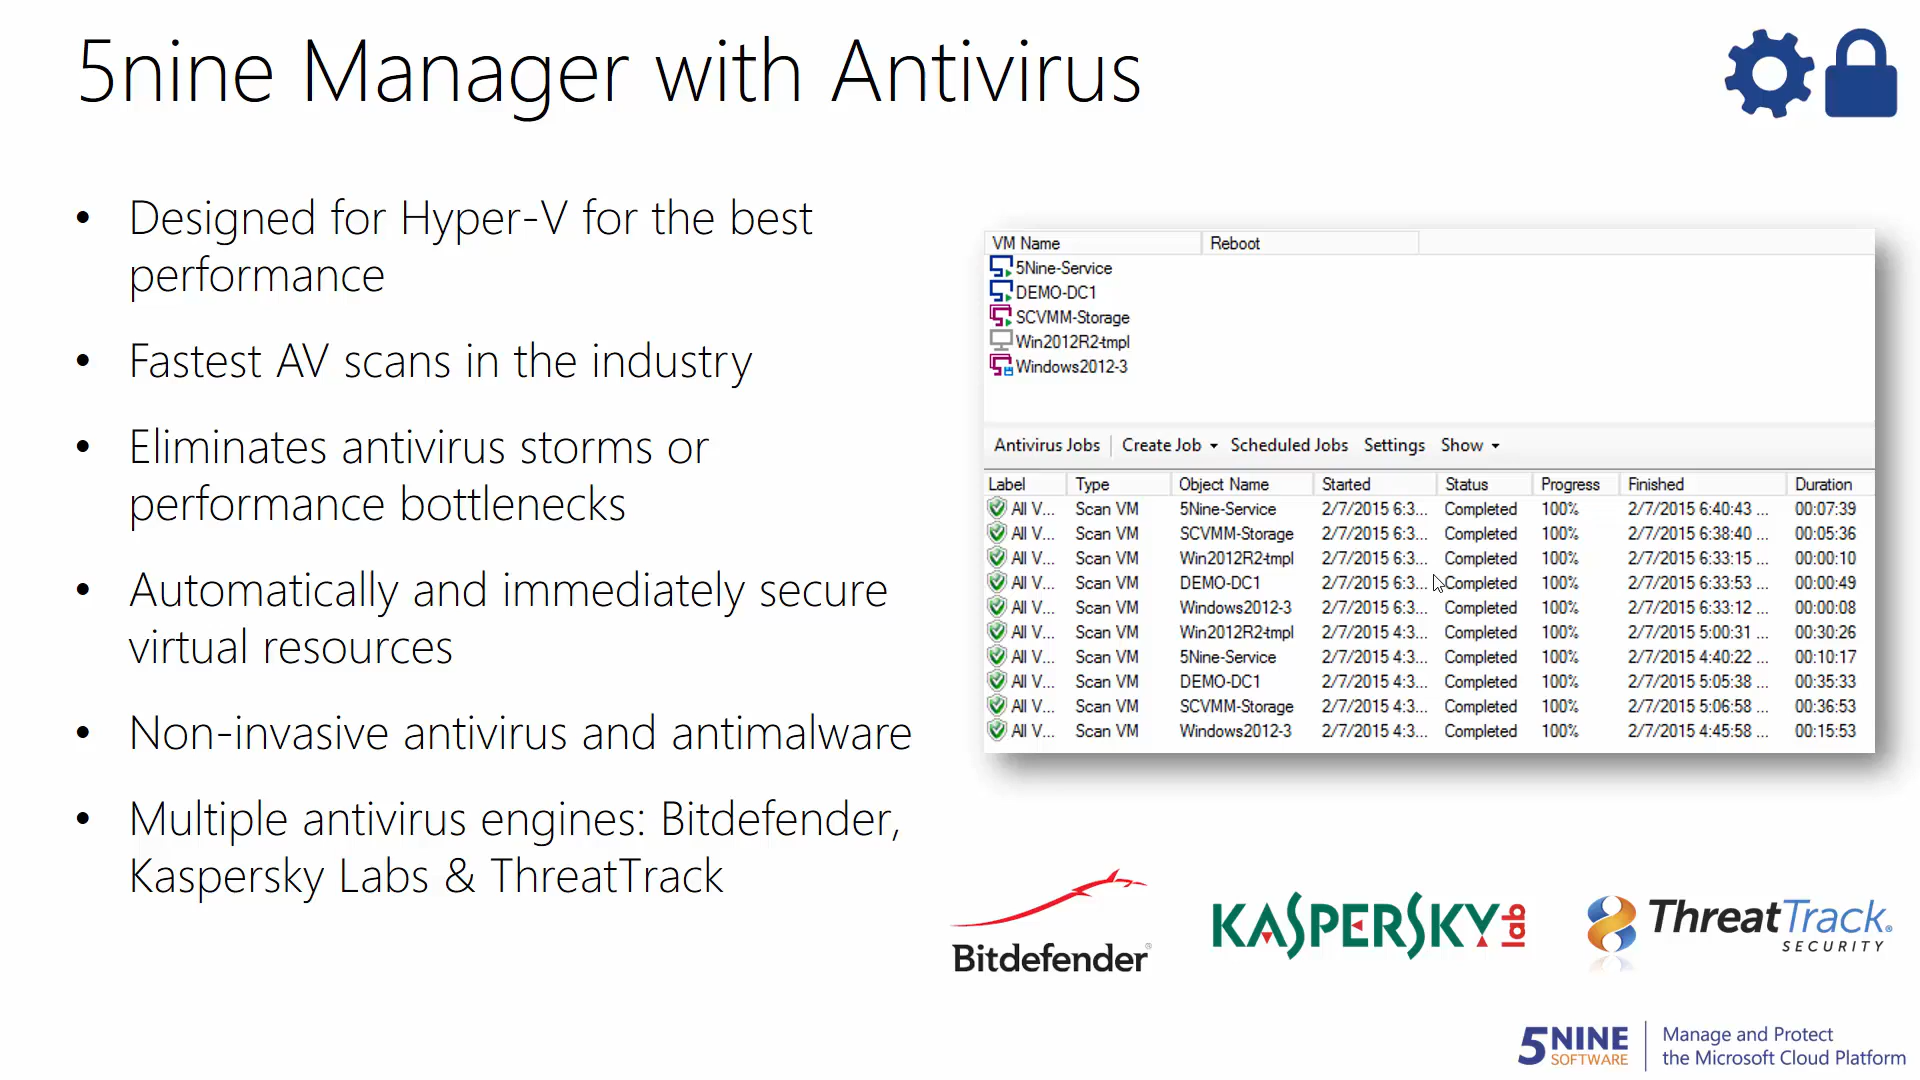 5nine Manager with Antivirus
• Designed for Hyper-V for the best
performance
• Fastest AV scans in the industry
• Eliminates antivirus storms or
performance bottlenecks
• Automatically and immediately secure
virtual resources
• Non-invasive antivirus and antimalware
• Multiple antivirus engines: Bitdefender,
Kaspersky Labs & ThreatTrack
VM Name Reboot
5Nine-Service
DEMO-DC1
SCVMM-Storage
Win2012R2-tmpl
Windows2012-3
Antivirus Jobs Create Job Scheduled Jobs Settings Show
Label Type Object Name Started Status Progress Finished Duration
All V... Scan VM 5Nine-Service 2/7/2015 6:3... Completed 100% 2/7/2015 6:40:43 ... 00:07:39
All V... Scan VM SCVMM-Storage 2/7/2015 6:3... Completed 100% 2/7/2015 6:38:40 ... 00:05:36
All V... Scan VM Win2012R2-tmpl 2/7/2015 6:3... Completed 100% 2/7/2015 6:33:15 ... 00:00:10
All V... Scan VM DEMO-DC1 2/7/2015 6:3... Completed 100% 2/7/2015 6:33:53 ... 00:00:49
All V... Scan VM Windows2012-3 2/7/2015 6:3... Completed 100% 2/7/2015 6:33:12 ... 00:00:08
All V... Scan VM Win2012R2-tmpl 2/7/2015 4:3... Completed 100% 2/7/2015 5:00:31 ... 00:30:26
All V... Scan VM 5Nine-Service 2/7/2015 4:3... Completed 100% 2/7/2015 4:40:22 ... 00:10:17
All V... Scan VM DEMO-DC1 2/7/2015 4:3... Completed 100% 2/7/2015 5:05:38 ... 00:35:33
All V... Scan VM SCVMM-Storage 2/7/2015 4:3... Completed 100% 2/7/2015 5:06:58 ... 00:36:53
All V... Scan VM Windows2012-3 2/7/2015 4:3... Completed 100% 2/7/2015 4:45:58 ... 00:15:53
Bitdefender®
KASPERSKY lab
ThreatTrack®
SECURITY
5NINE
SOFTWARE
Manage and Protect
the Microsoft Cloud Platform